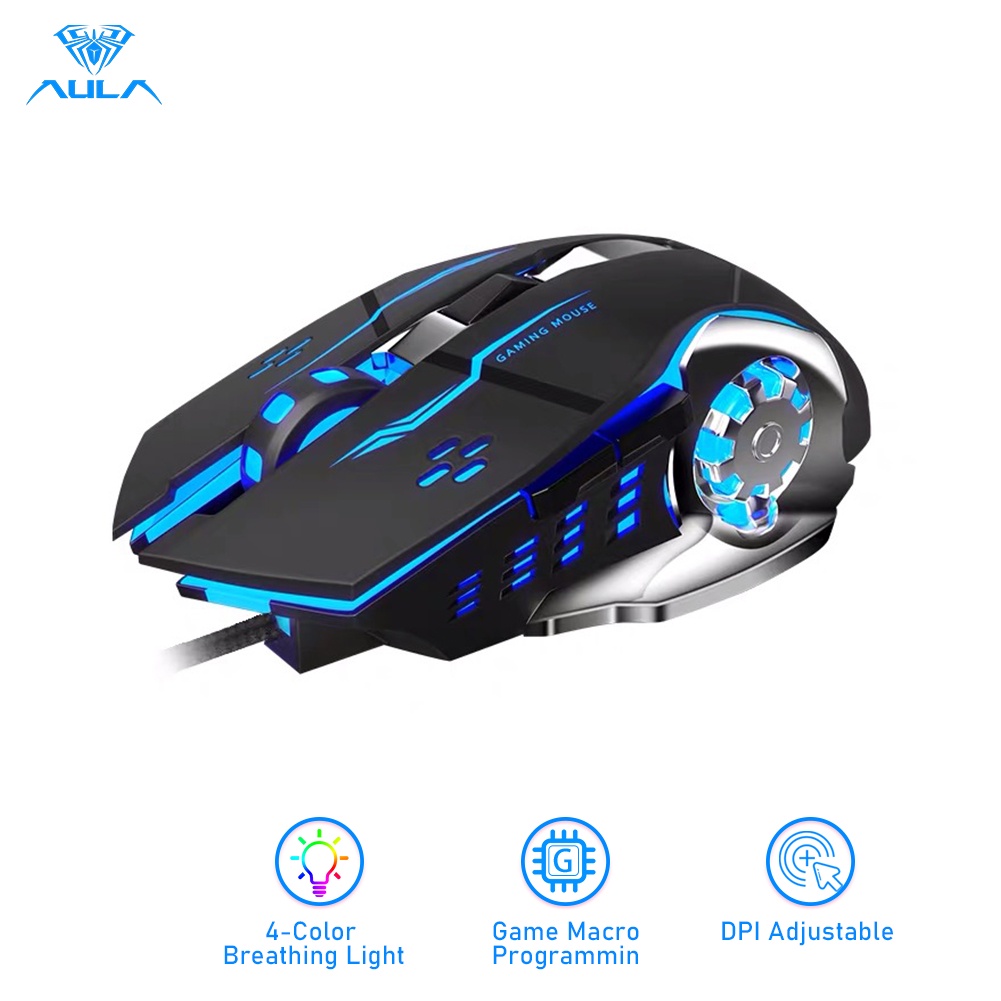 AULA
GAMING MOUSE
4-Color
Breathing Light
G
Game Macro
Programmin
DPI Adjustable